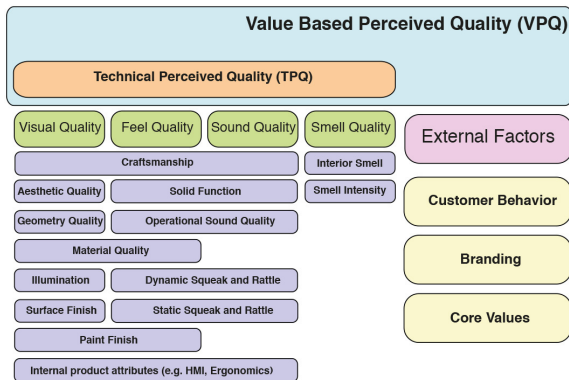 Value Based Perceived Quality (VPQ)
Technical Perceived Quality (TPQ)
Visual Quality
Feel Quality
Sound Quality
Smell Quality
External Factors
Craftsmanship
Interior Smell
Aesthetic Quality
Solid Function
Smell Intensity
Customer Behavior
Geometry Quality
Operational Sound Quality
Material Quality
Branding
Illumination
Dynamic Squeak and Rattle
Surface Finish
Static Squeak and Rattle
Core Values
Paint Finish
Internal product attributes (e.g. HMI, Ergonomics)